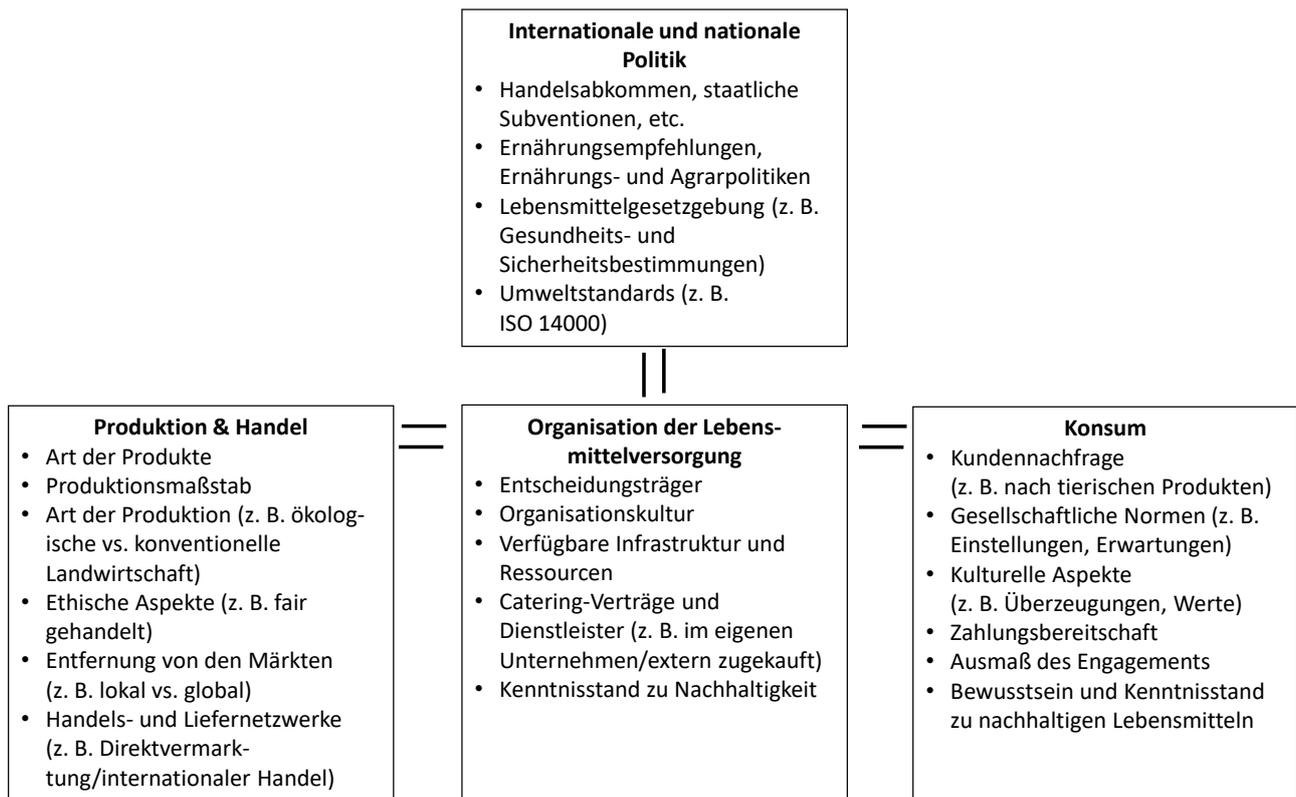 Internationale und nationale
Politik
• Handelsabkommen, staatliche
Subventionen, etc.
• Ernährungsempfehlungen,
Ernährungs- und Agrarpolitiken
• Lebensmittelgesetzgebung (z. B.
Gesundheits- und
Sicherheitsbestimmungen)
• Umweltstandards (z. B.
ISO 14000)
Produktion & Handel
• Art der Produkte
• Produktionsmaßstab
• Art der Produktion (z. B. ökolog-
ische vs. konventionelle
Landwirtschaft)
• Ethische Aspekte (z. B. fair
gehandelt)
• Entfernung von den Märkten
(z. B. lokal vs. global)
• Handels- und Liefernetzwerke
(z. B. Direktvermark-
tung/internationaler Handel)
Organisation der Lebens-
mittelversorgung
• Entscheidungsträger
• Organisationskultur
• Verfügbare Infrastruktur und
Ressourcen
• Catering-Verträge und
Dienstleister (z. B. im eigenen
Unternehmen/extern zugekauft)
• Kenntnisstand zu Nachhaltigkeit
Konsum
• Kundennachfrage
(z. B. nach tierischen Produkten)
• Gesellschaftliche Normen (z. B.
Einstellungen, Erwartungen)
• Kulturelle Aspekte
(z. B. Überzeugungen, Werte)
• Zahlungsbereitschaft
• Ausmaß des Engagements
• Bewusstsein und Kenntnisstand
zu nachhaltigen Lebensmitteln